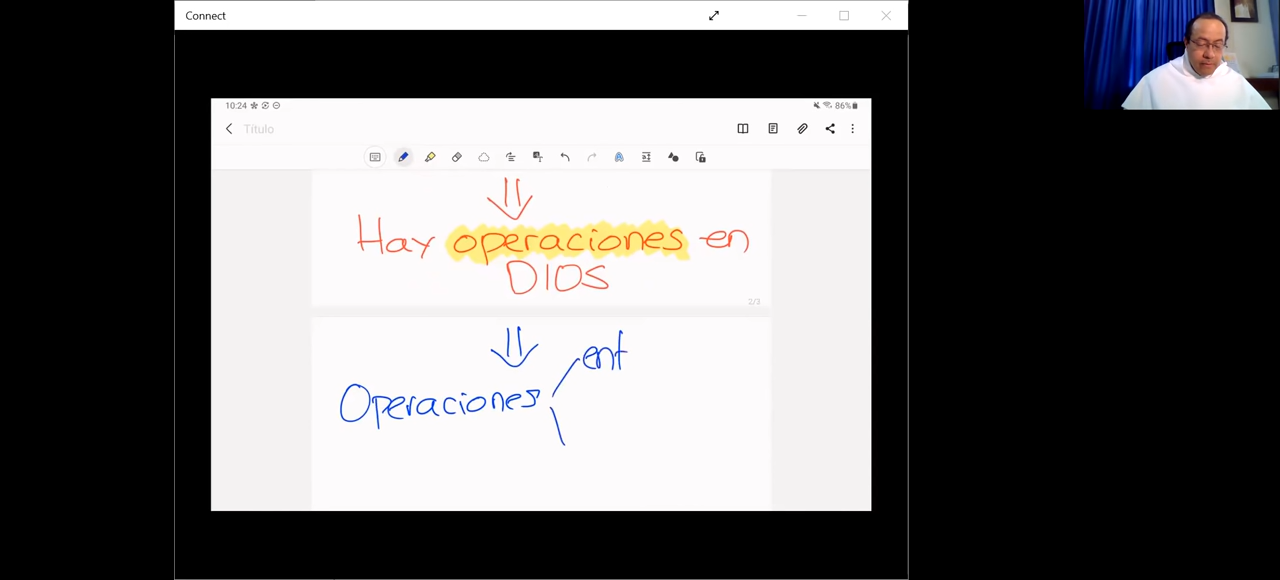 Connect
10:24
86%
Título
Hay operaciones en
DIOS
2/3
ent
Operaciones